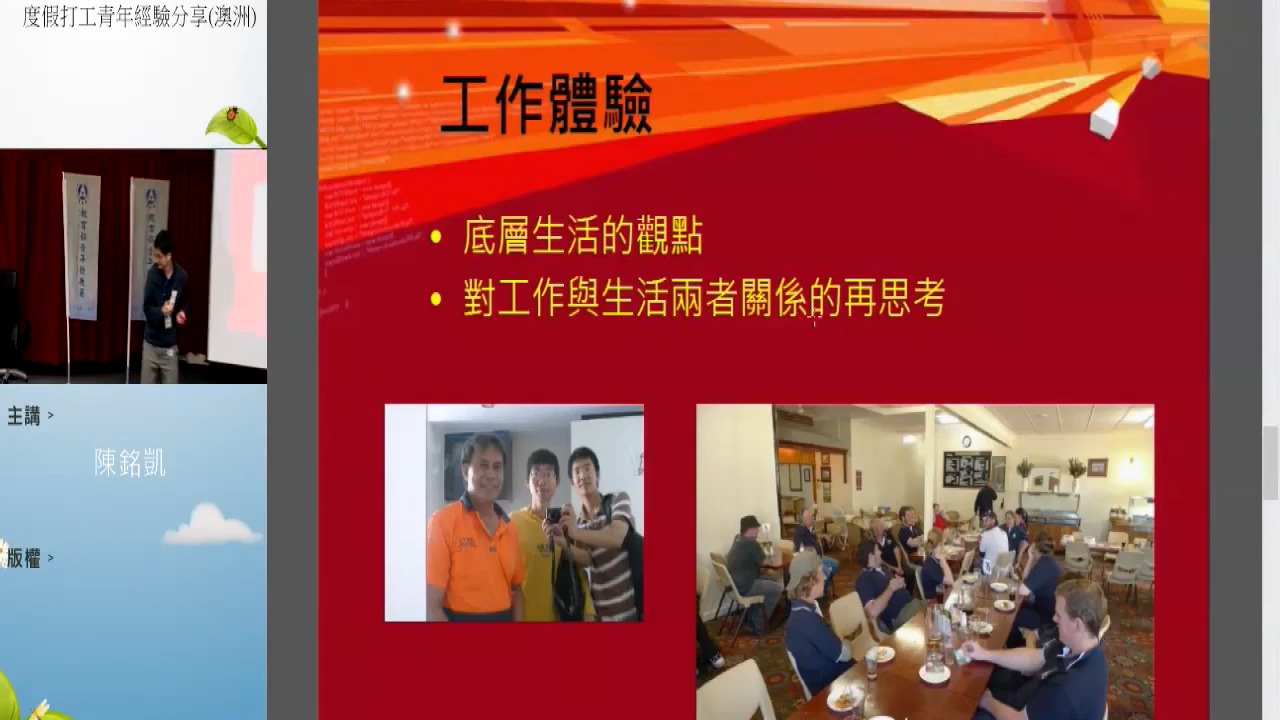 度假打工青年經驗分享(澳洲)
主講 >
陳銘凱
版權 >
工作體驗
• 底層生活的觀點
• 對工作與生活兩者關係的再思考